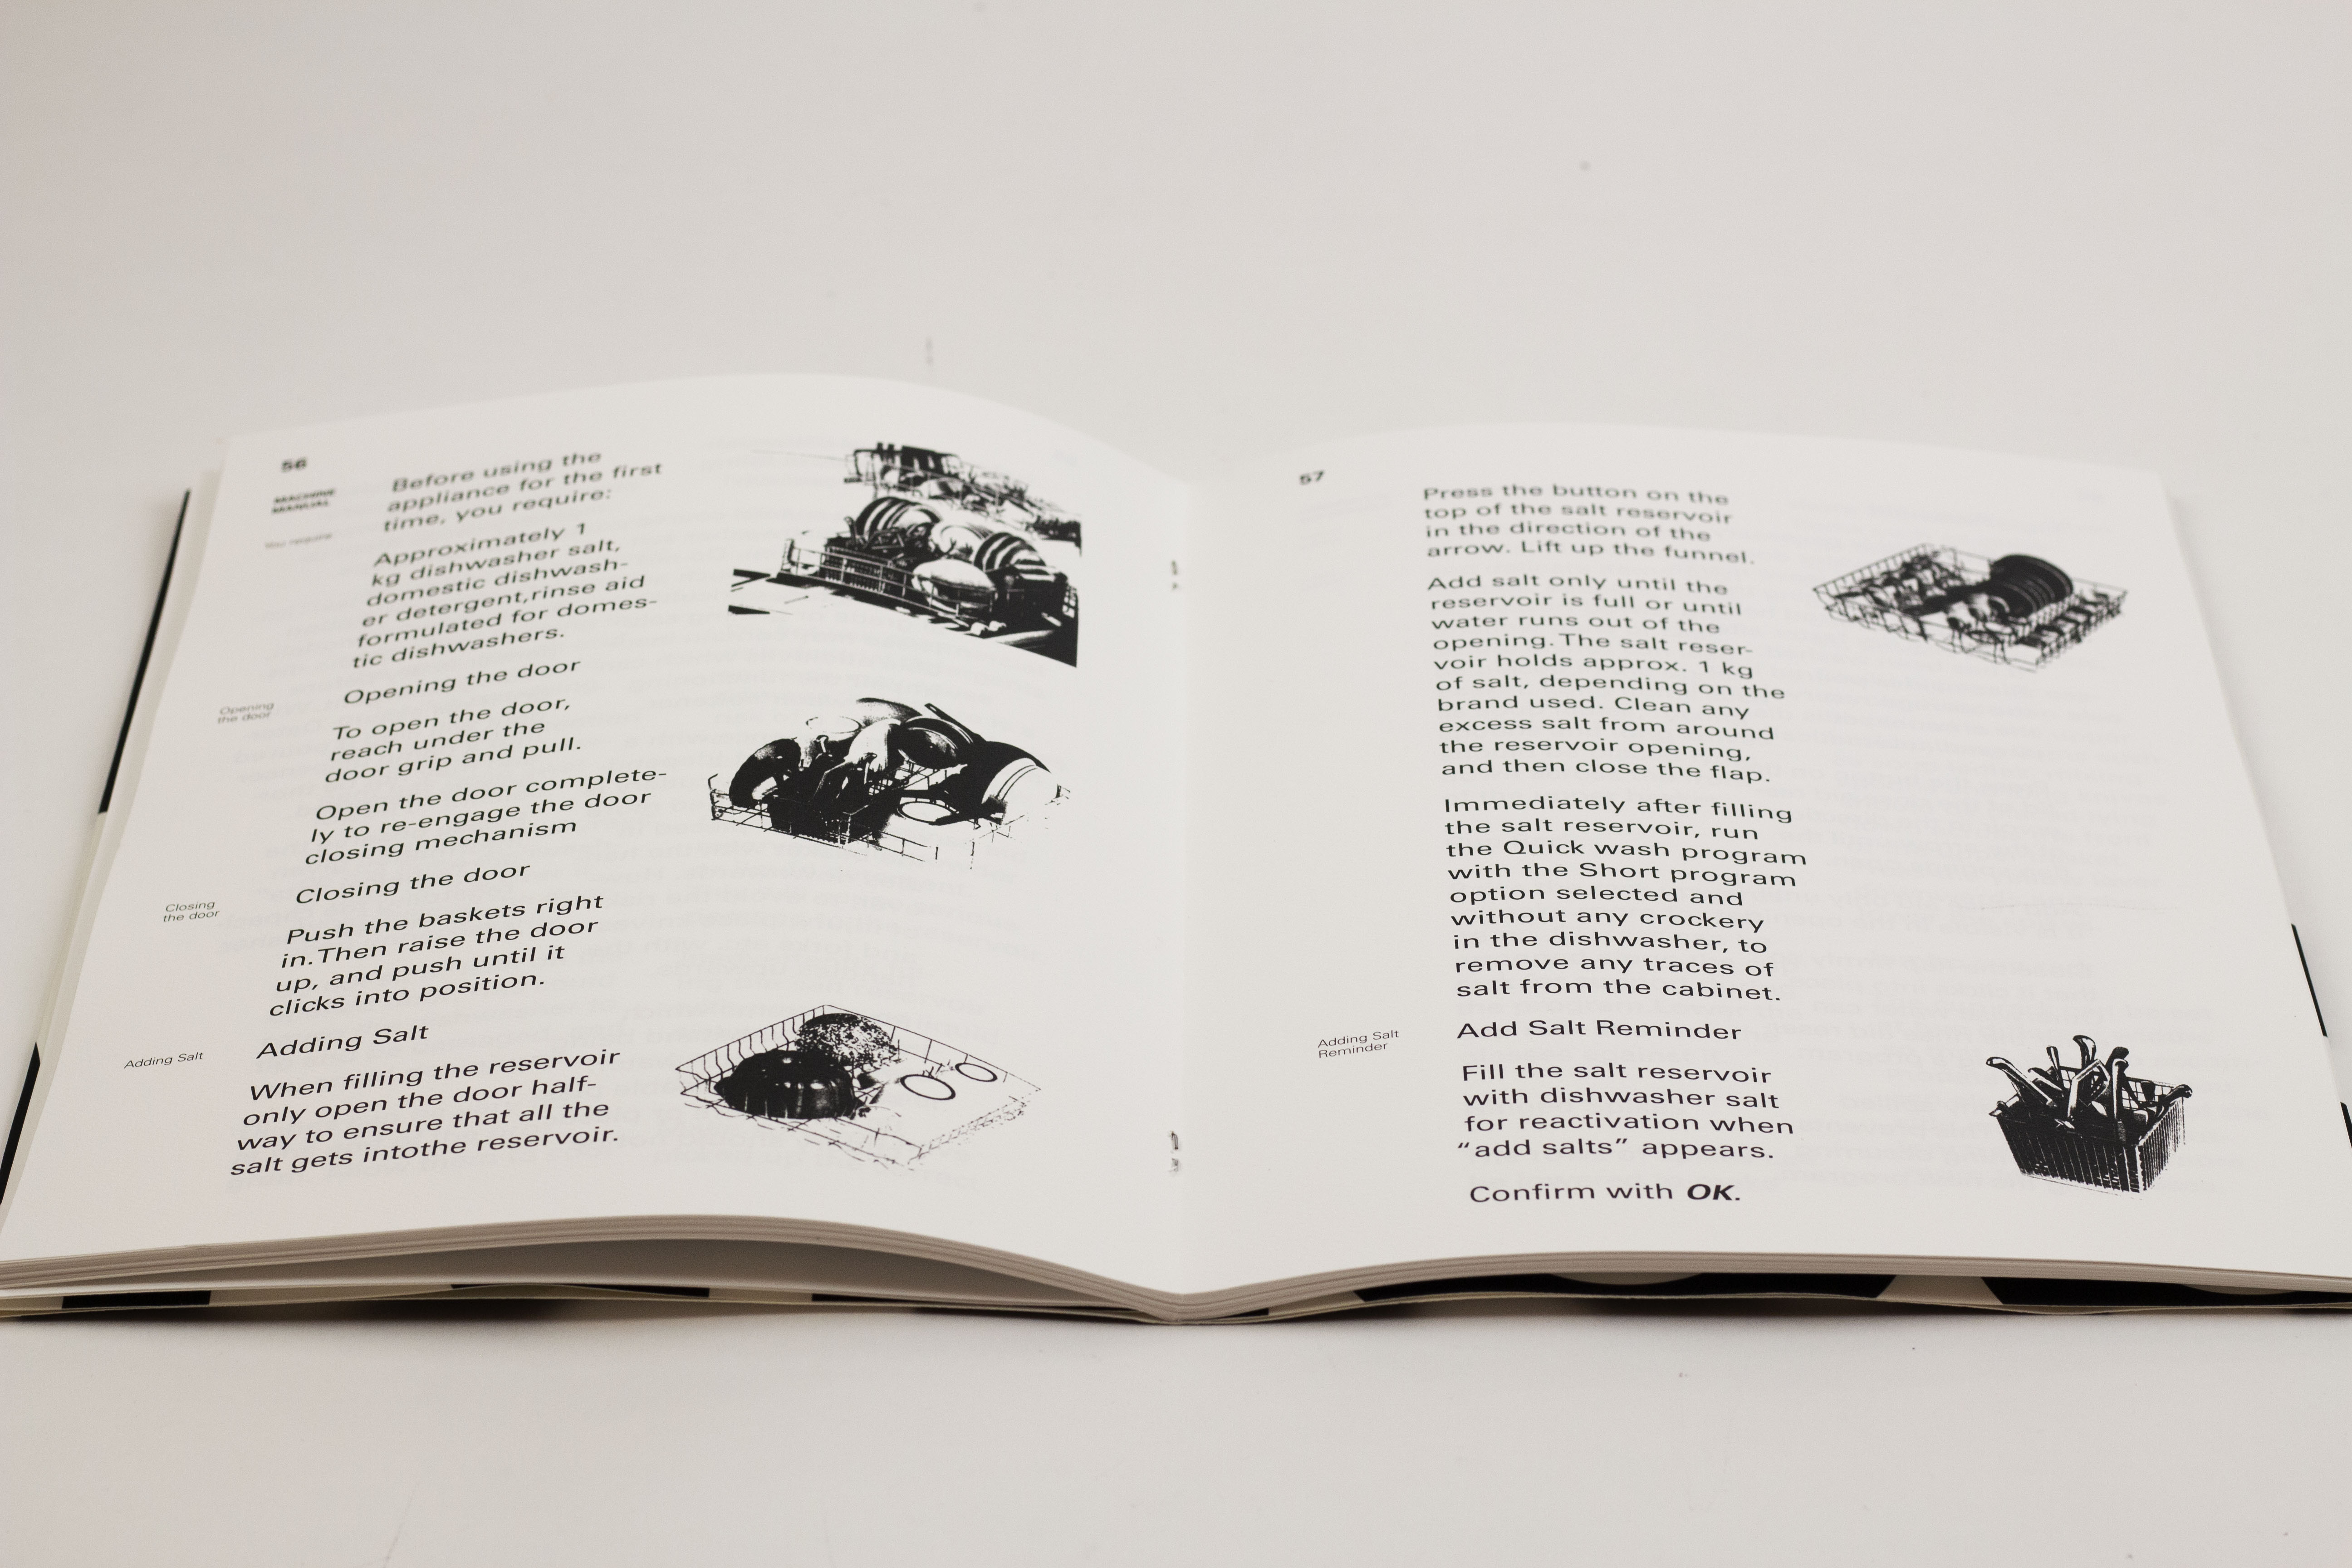 56
MACHINE
MANUAL
You require
Before using the
appliance for the first
time, you require:
Approximately 1
kg dishwasher salt,
domestic dishwash-
er detergent,rinse aid
formulated for domes-
tic dishwashers.
Opening
the door
Opening the door
To open the door,
reach under the
door grip and pull.
Open the door complete-
ly to re-engage the door
closing mechanism
Closing
the door
Closing the door
Push the baskets right
in.Then raise the door
up, and push until it
clicks into position.
Adding Salt
Adding Salt
When filling the reservoir
only open the door half-
way to ensure that all the
salt gets intothe reservoir.
57
Press the button on the
top of the salt reservoir
in the direction of the
arrow. Lift up the funnel.
Add salt only until the
reservoir is full or until
water runs out of the
opening. The salt reser-
voir holds approx. 1 kg
of salt, depending on the
brand used. Clean any
excess salt from around
the reservoir opening,
and then close the flap.
Immediately after filling
the salt reservoir, run
the Quick wash program
with the Short program
option selected and
without any crockery
in the dishwasher, to
remove any traces of
salt from the cabinet.
Adding Salt
Reminder
Add Salt Reminder
Fill the salt reservoir
with dishwasher salt
for reactivation when
“add salts” appears.
Confirm with OK.